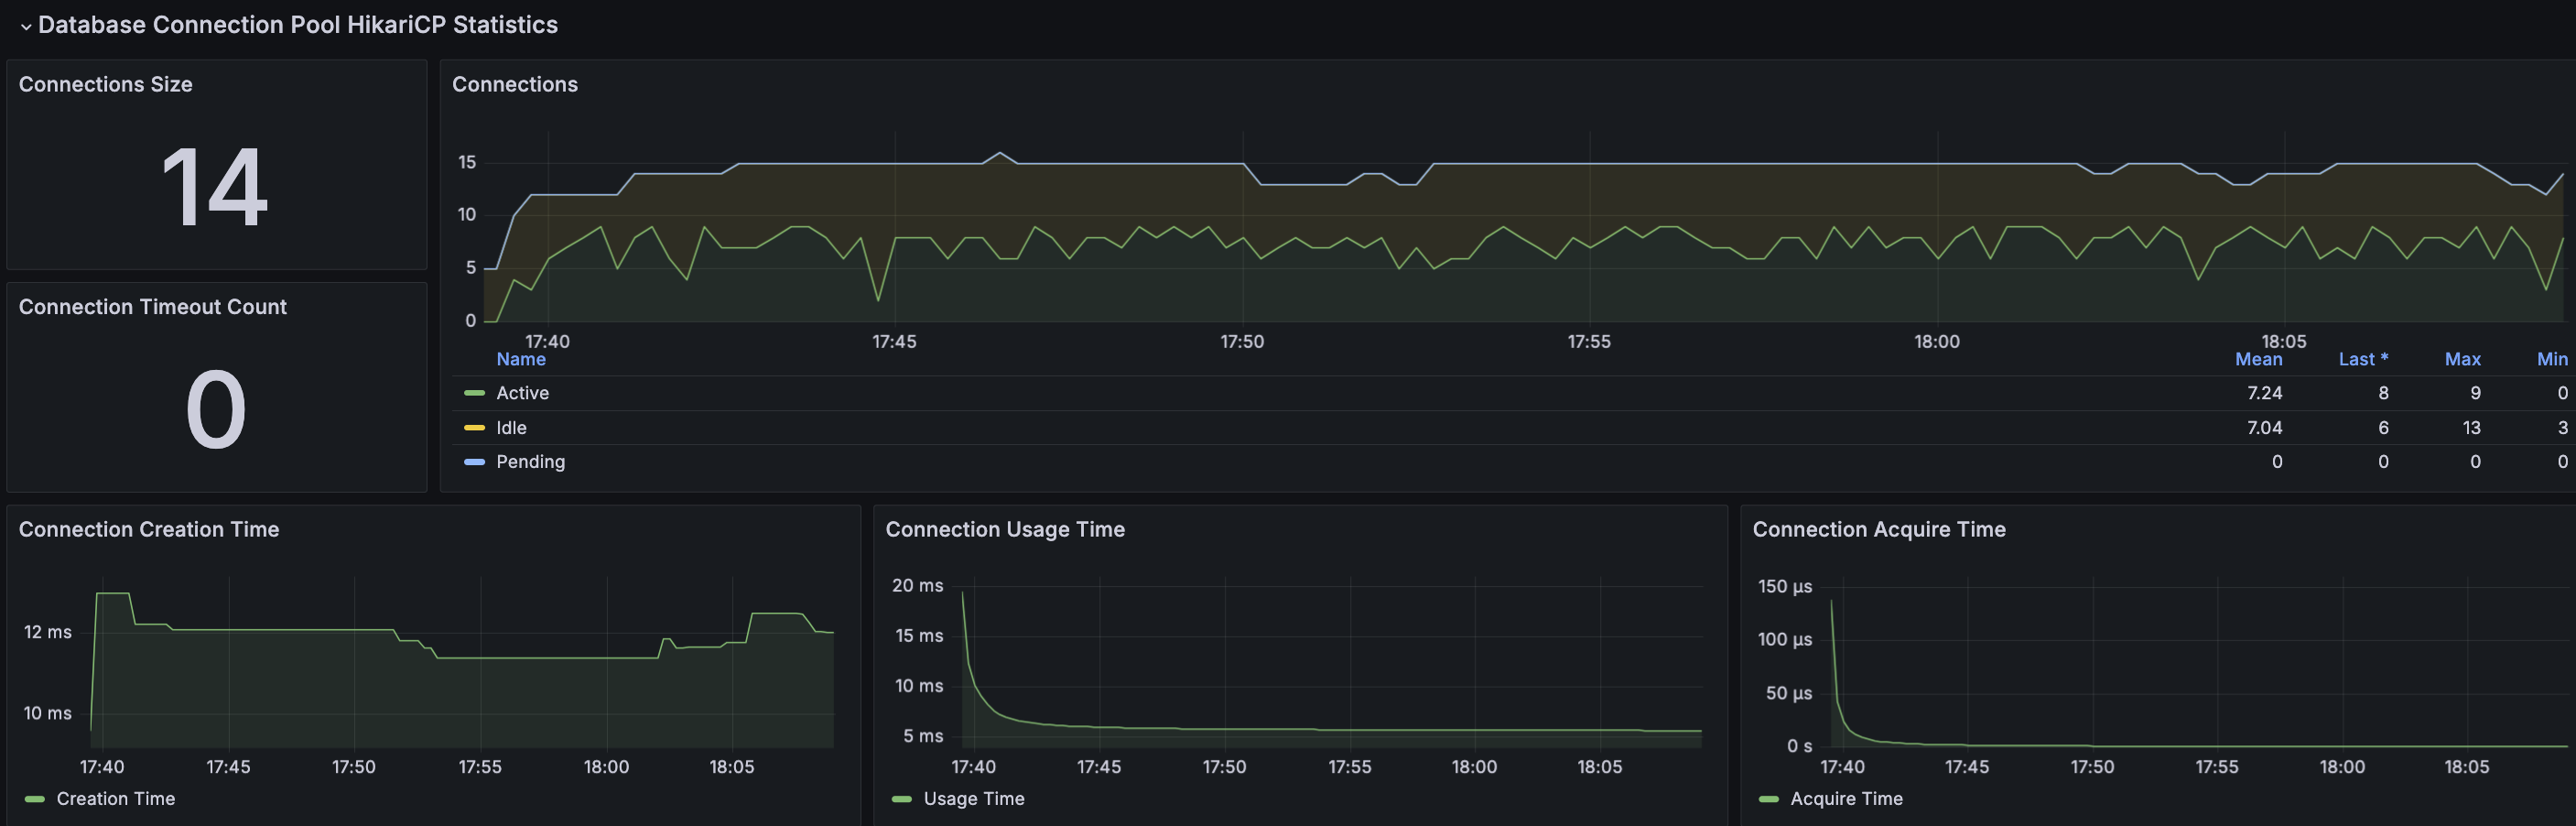 Database Connection Pool HikariCP Statistics
Connections Size
14
Connection Timeout Count
0
Connections
15
10
5
0
17:40 17:45 17:50 17:55 18:00 18:05
Name Mean Last * Max Min
Active 7.24 8 9 0
Idle 7.04 6 13 3
Pending 0 0 0 0
Connection Creation Time
12 ms
10 ms
17:40 17:45 17:50 17:55 18:00 18:05
Creation Time
Connection Usage Time
20 ms
15 ms
10 ms
5 ms
17:40 17:45 17:50 17:55 18:00 18:05
Usage Time
Connection Acquire Time
150 µs
100 µs
50 µs
0 s
17:40 17:45 17:50 17:55 18:00 18:05
Acquire Time